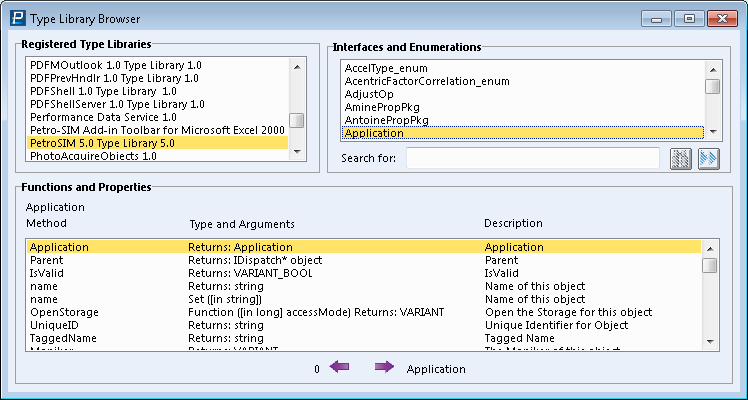 Type Library Browser
Registered Type Libraries
PDFMOutlook 1.0 Type Library 1.0
PDFPrevHndlr 1.0 Type Library 1.0
PDFShell 1.0 Type Library 1.0
PDFShellServer 1.0 Type Library 1.0
Performance Data Service 1.0
Petro-SIM Add-in Toolbar for Microsoft Excel 2000
PetroSIM 5.0 Type Library 5.0
PhotoAcquireObjects 1.0
Interfaces and Enumerations
AccelType_enum
AcentricFactorCorrelation_enum
AdjustOp
AminePropPkg
AntoinePropPkg
Application
Search for:
Functions and Properties
Application
Method Type and Arguments Description
Application Returns: Application Application
Parent Returns: IDispatch* object Parent
IsValid Returns: VARIANT_BOOL IsValid
name Returns: string Name of this object
name Set ([in string]) Name of this object
OpenStorage Function ([in long] accessMode) Returns: VARIANT Open the Storage for this object
UniqueID Returns: string Unique Identifier for Object
TaggedName Returns: string Tagged Name
Moniker Returns: VARIANT The Moniker of this object
0 Application